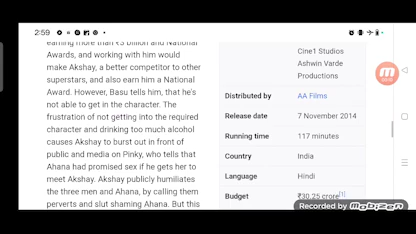 2:59
earning more than ₹3 billion and National
Awards, and working with him would
make Akshay, a better competitor to other
superstars, and also earn him a National
Award. However, Basu tells him, that he's
not able to get in the character. The
frustration of not getting into the required
character and drinking too much alcohol
causes Akshay to burst out in front of
public and media on Pinky, who tells that
Ahana had promised sex if he gets her to
meet Akshay. Akshay publicly humiliates
the three men and Ahana, by calling them
perverts and slut shaming Ahana. But this
Cine1 Studios
Ashwin Varde
Productions
Distributed by AA Films
Release date 7 November 2014
Running time 117 minutes
Country India
Language Hindi
Budget ₹30.25 crore[1]
Recorded by Mobizen